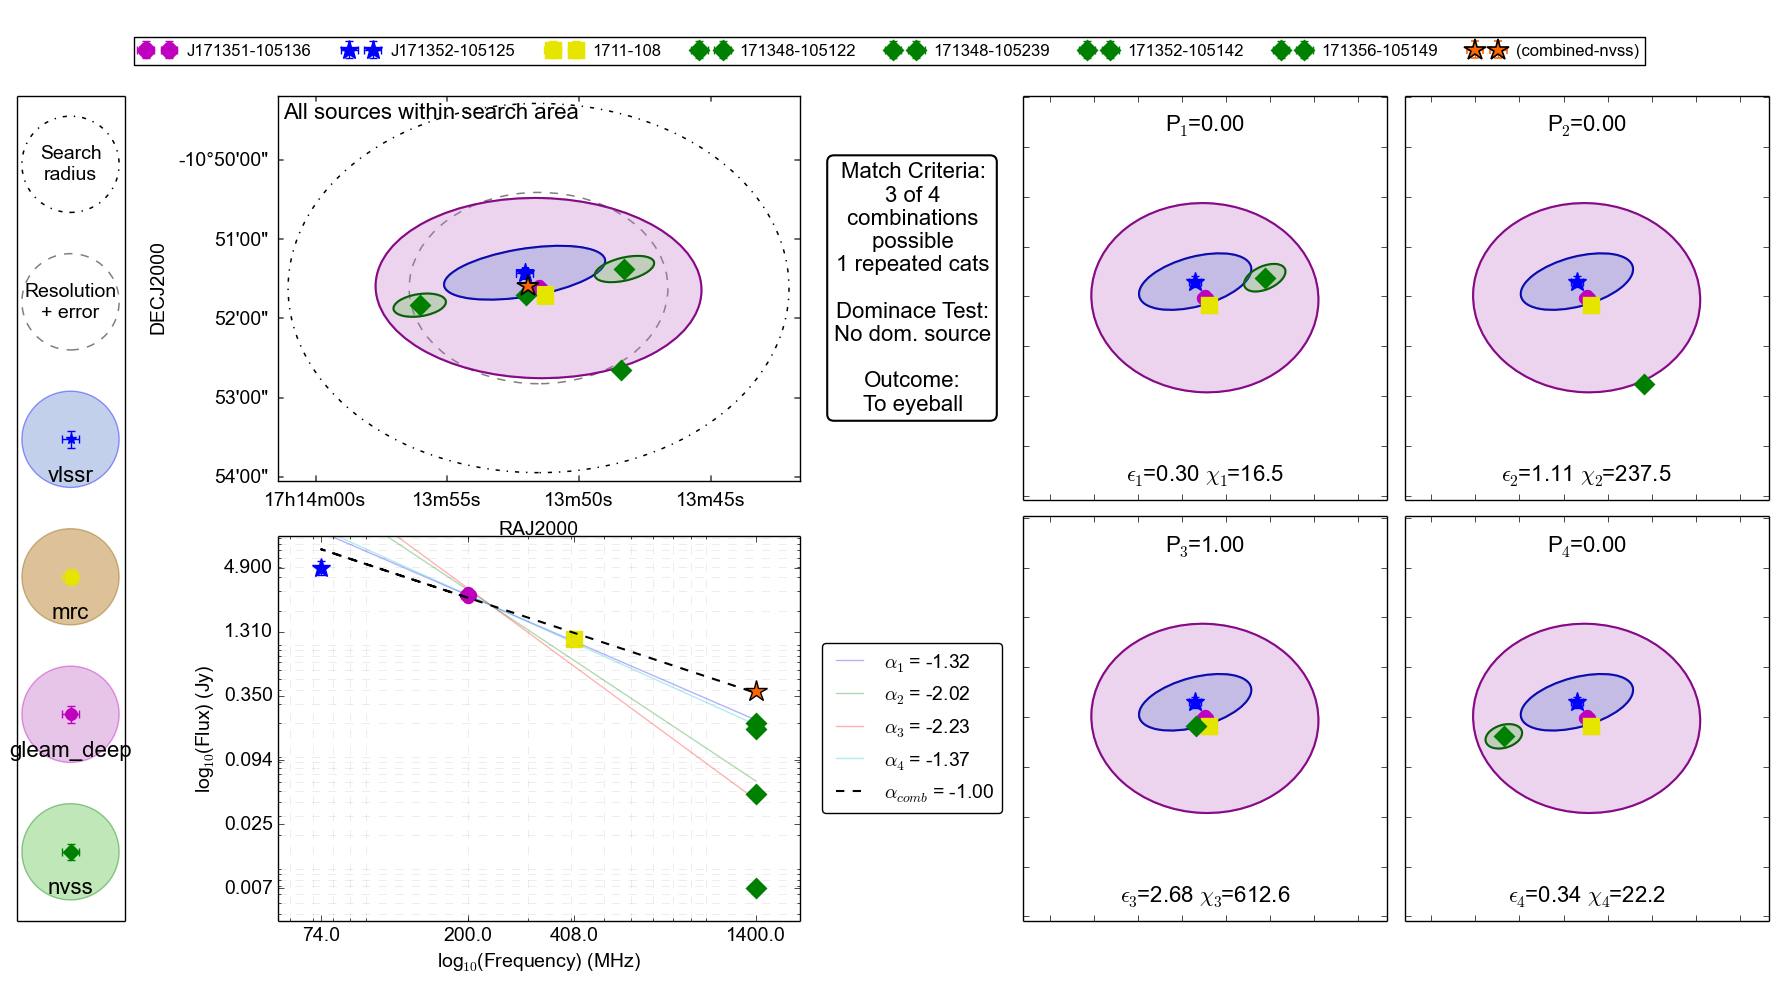 J171351-105136 J171352-105125 1711-108 171348-105122 171348-105239 171352-105142 171356-105149 (combined-nvss)
Search
radius
Resolution
+ error
vlssr
mrc
gleam_deep
nvss
All sources within search area
DECJ2000
-10°50'00"
51'00"
52'00"
53'00"
54'00"
17h14m00s 13m55s 13m50s 13m45s
RAJ2000
Match Criteria:
3 of 4
combinations
possible
1 repeated cats
Dominace Test:
No dom. source
Outcome:
To eyeball
P1=0.00
ϵ1=0.30 χ1=16.5
P2=0.00
ϵ2=1.11 χ2=237.5
log10(Flux) (Jy)
4.900
1.310
0.350
0.094
0.025
0.007
74.0 200.0 408.0 1400.0
log10(Frequency) (MHz)
α1 = -1.32
α2 = -2.02
α3 = -2.23
α4 = -1.37
αcomb = -1.00
P3=1.00
ϵ3=2.68 χ3=612.6
P4=0.00
ϵ4=0.34 χ4=22.2